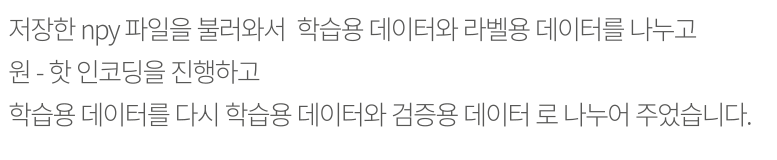 저장한 npy 파일을 불러와서 학습용 데이터와 라벨용 데이터를 나누고
원 - 핫 인코딩을 진행하고
학습용 데이터를 다시 학습용 데이터와 검증용 데이터 로 나누어 주었습니다.